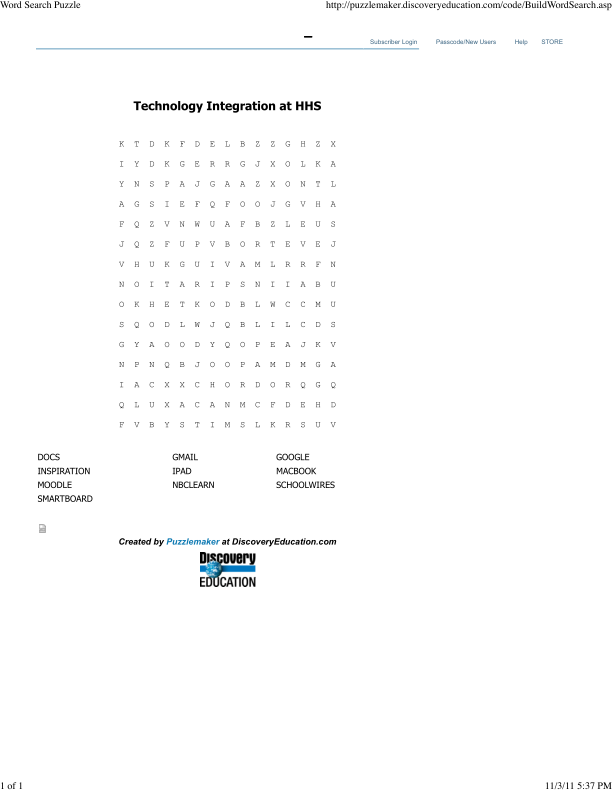 Word Search Puzzle http://puzzlemaker.discoveryeducation.com/code/BuildWordSearch.asp
Subscriber Login Passcode/New Users Help STORE
Technology Integration at HHS
K T D K F D E L B Z Z G H Z X
I Y D K G E R R G J X O L K A
Y N S P A J G A A Z X O N T L
A G S I E F Q F O O J G V H A
F Q Z V N W U A F B Z L E U S
J Q Z F U P V B O R T E V E J
V H U K G U I V A M L R R F N
N O I T A R I P S N I I A B U
O K H E T K O D B L W C C M U
S Q O D L W J Q B L I L C D S
G Y A O O D Y Q O P E A J K V
N P N Q B J O O P A M D M G A
I A C X X C H O R D O R Q G Q
Q L U X A C A N M C F D E H D
F V B Y S T I M S L K R S U V
DOCS GMAIL GOOGLE
INSPIRATION IPAD MACBOOK
MOODLE NBCLEARN SCHOOLWIRES
SMARTBOARD
Created by Puzzlemaker at DiscoveryEducation.com
Discovery
EDUCATION
1 of 1 11/3/11 5:37 PM